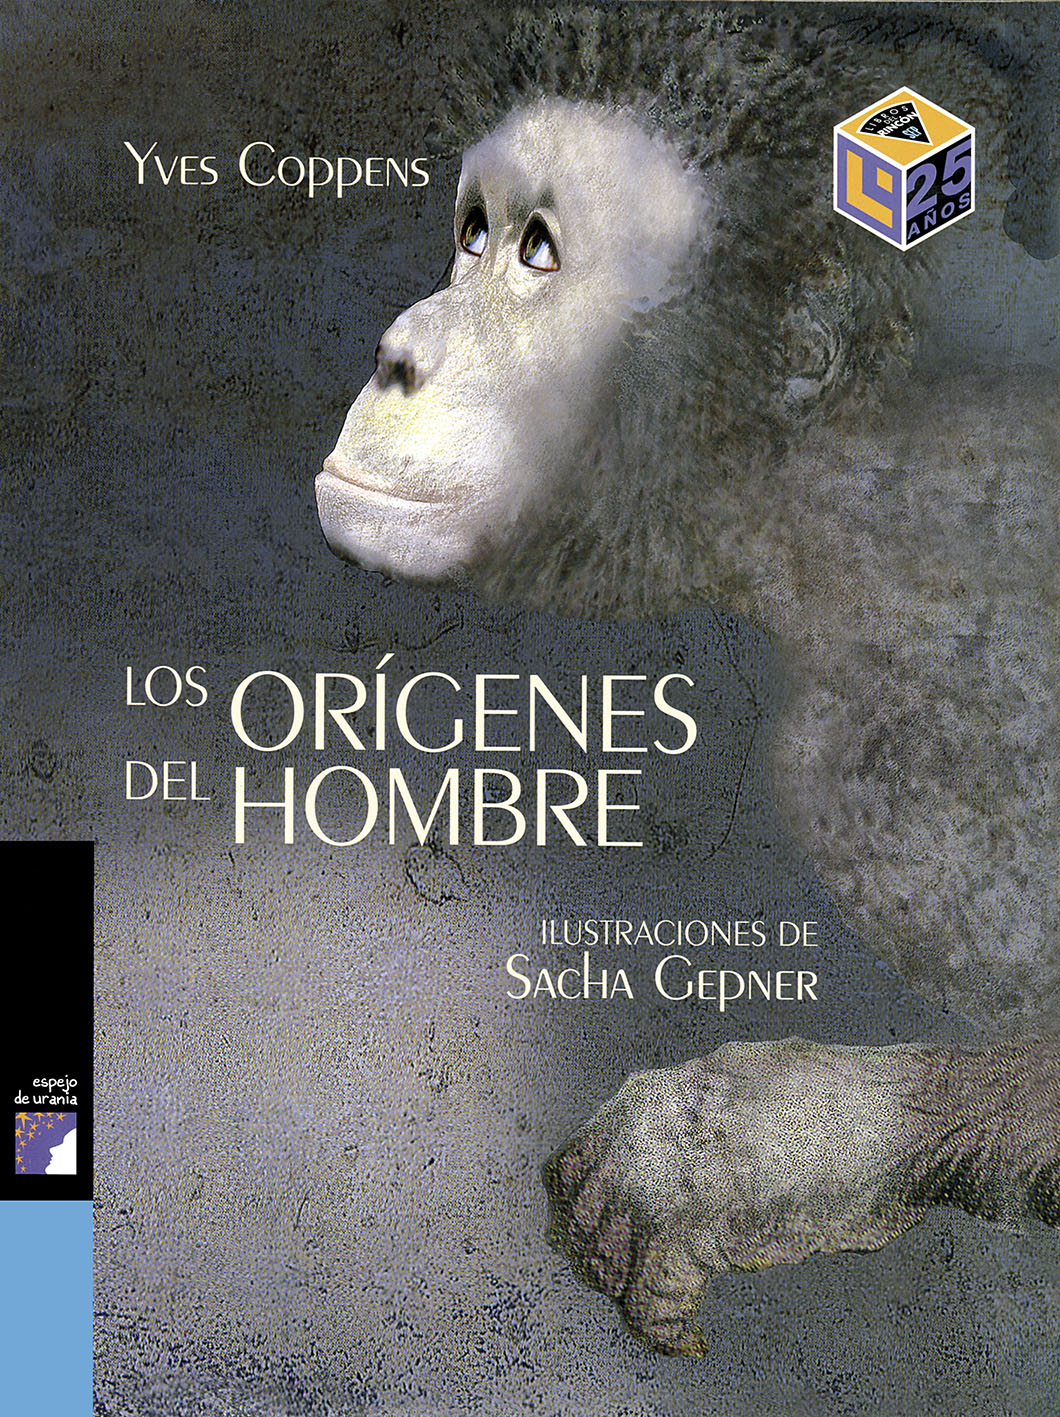 YVES COPPENS
LIBROS
DEL
RINCÓN
SEP
25
AÑOS
LOS ORÍGENES
DEL HOMBRE
ILUSTRACIONES DE
SACHA GEPNER
espejo
de urania